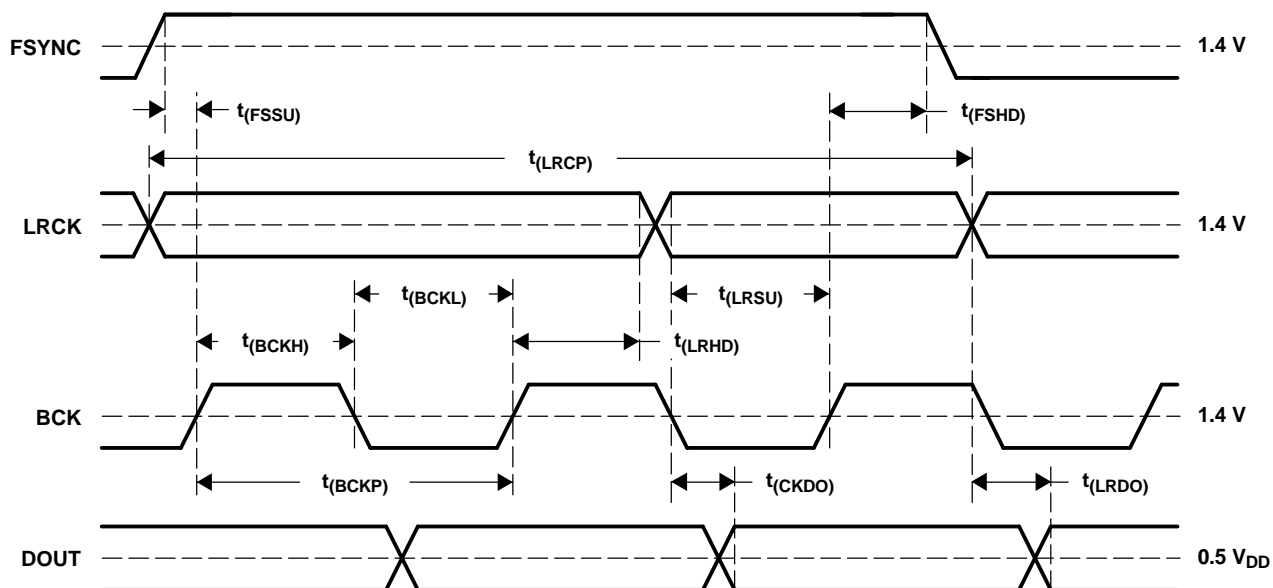 FSYNC
1.4 V
t(FSSU)
t(FSHD)
t(LRCP)
LRCK
1.4 V
t(BCKL)
t(LRSU)
t(BCKH)
t(LRHD)
BCK
1.4 V
t(BCKP)
t(CKDO)
t(LRDO)
DOUT
0.5 VDD